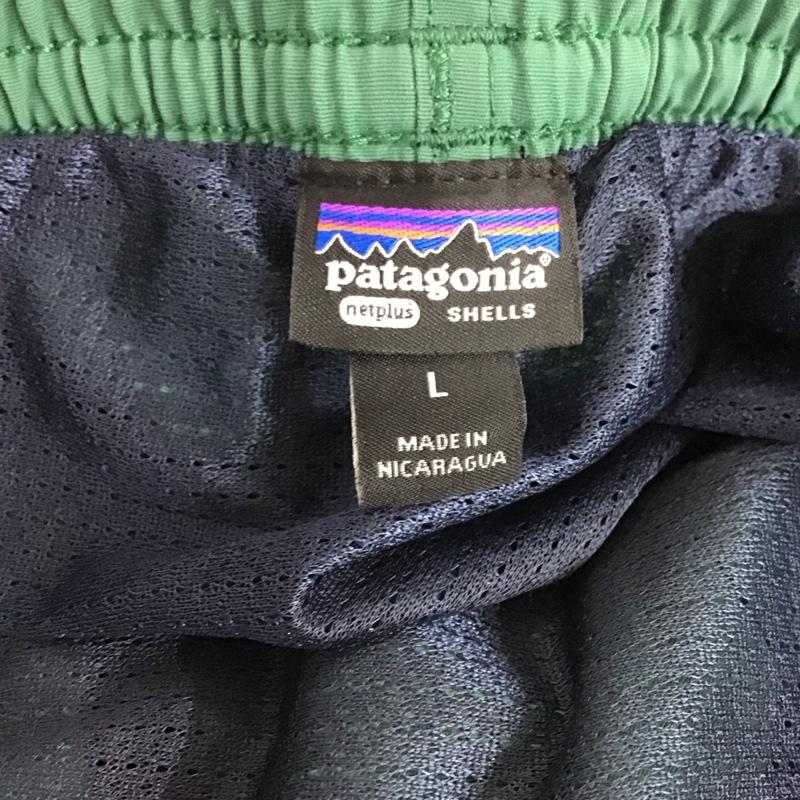 patagonia®
netplus SHELLS
L
MADE IN
NICARAGUA